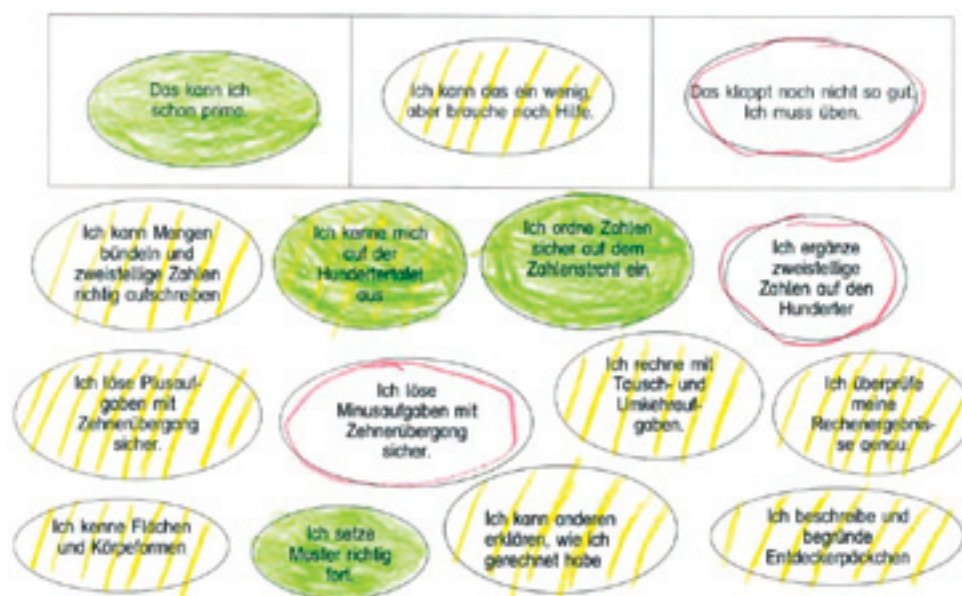 Das kann ich
schon prima.
Ich kann das ein wenig,
aber brauche noch Hilfe.
Das klappt noch nicht so gut.
Ich muss üben.
Ich kann Mengen
bündeln und
zweistellige Zahlen
richtig aufschreiben
Ich kenne mich
auf der
Hundertertafel
aus
Ich ordne Zahlen
sicher auf dem
Zahlenstrahl ein
Ich ergänze
zweistellige
Zahlen auf den
Hunderter
Ich löse Plusauf-
gaben mit
Zehnerübergang
sicher.
Ich löse
Minusaufgaben mit
Zehnerübergang
sicher.
Ich rechne mit
Tausch- und
Umkehrauf-
gaben.
Ich überprüfe
meine
Rechenergebnis-
se genau.
Ich kenne Flächen
und Körpeformen
Ich setze
Muster richtig
fort.
Ich kann anderen
erklären, wie ich
gerechnet habe
Ich beschreibe und
begründe
Entdeckerpäckchen